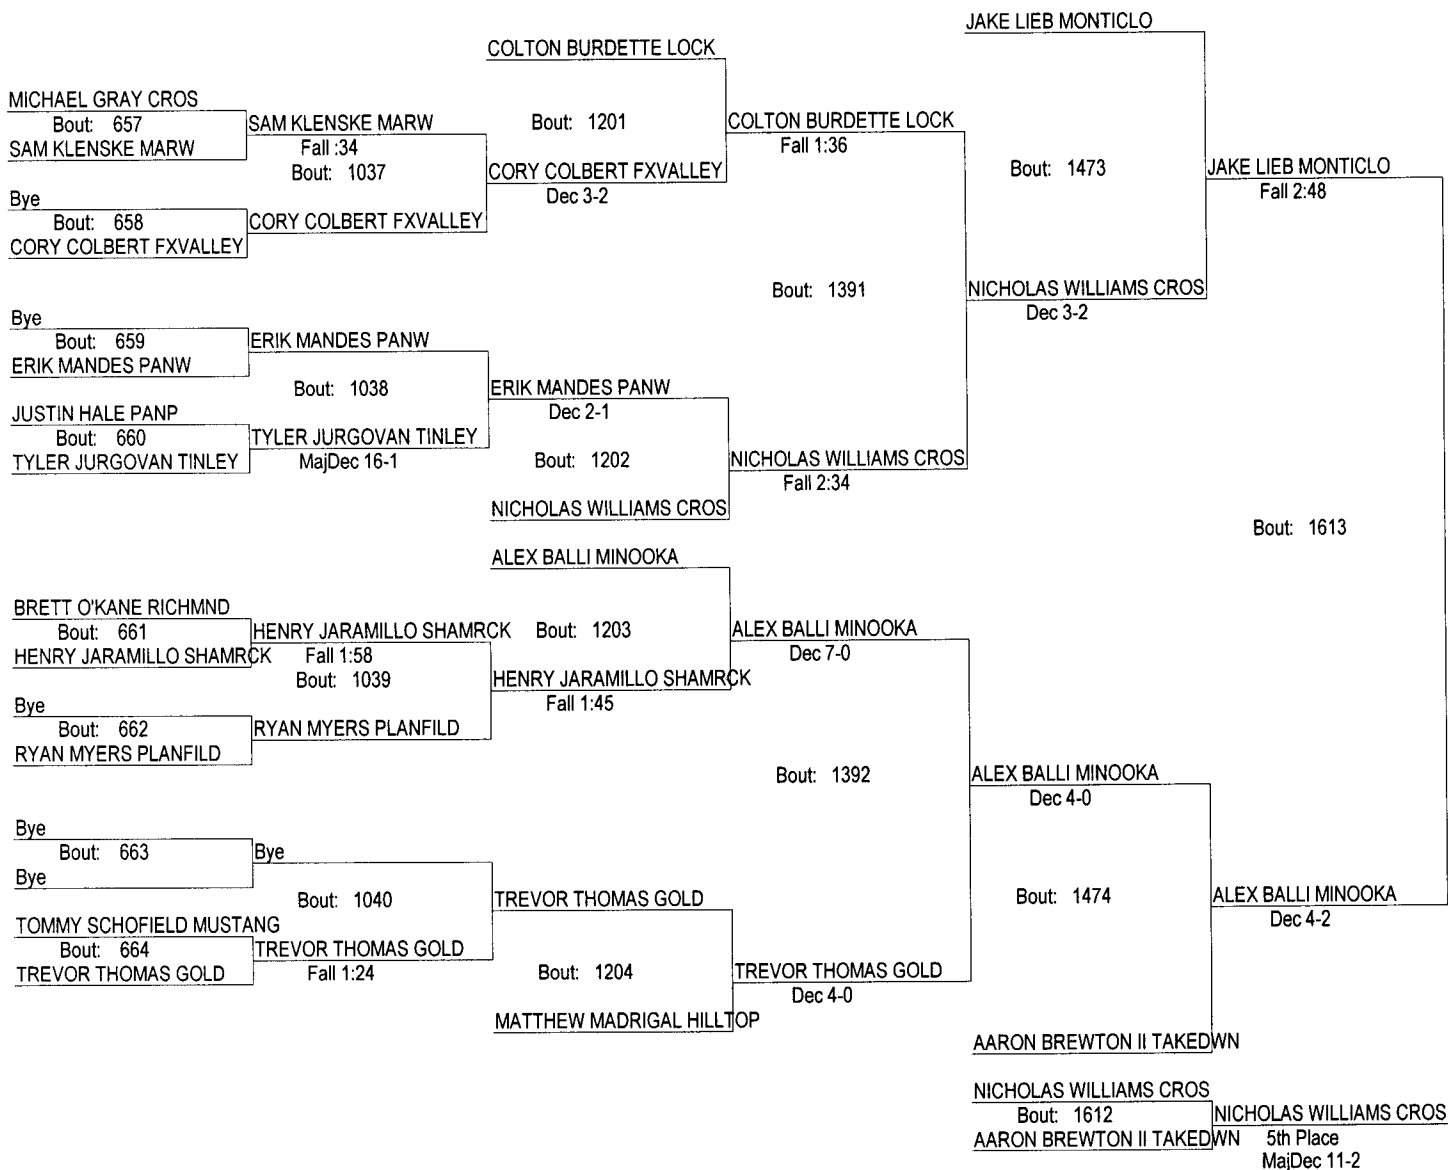 JAKE LIEB MONTICLO
COLTON BURDETTE LOCK
MICHAEL GRAY CROS
Bout: 657
SAM KLENSKE MARW
SAM KLENSKE MARW
Fall :34
Bout: 1037
Bye
Bout: 658
CORY COLBERT FXVALLEY
CORY COLBERT FXVALLEY
Bout: 1201
CORY COLBERT FXVALLEY
Dec 3-2
COLTON BURDETTE LOCK
Fall 1:36
Bout: 1473
JAKE LIEB MONTICLO
Fall 2:48
Bye
Bout: 659
ERIK MANDES PANW
ERIK MANDES PANW
Bout: 1038
JUSTIN HALE PANP
Bout: 660
TYLER JURGOVAN TINLEY
TYLER JURGOVAN TINLEY
MajDec 16-1
ERIK MANDES PANW
Dec 2-1
Bout: 1202
NICHOLAS WILLIAMS CROS
Bout: 1391
NICHOLAS WILLIAMS CROS
Fall 2:34
NICHOLAS WILLIAMS CROS
Dec 3-2
Bout: 1613
ALEX BALLI MINOOKA
BRETT O'KANE RICHMND
Bout: 661
HENRY JARAMILLO SHAMRCK
HENRY JARAMILLO SHAMRCK
Fall 1:58
Bout: 1039
Bye
Bout: 662
RYAN MYERS PLANFILD
RYAN MYERS PLANFILD
Bout: 1203
HENRY JARAMILLO SHAMRCK
Fall 1:45
ALEX BALLI MINOOKA
Dec 7-0
Bout: 1392
ALEX BALLI MINOOKA
Dec 4-0
Bye
Bout: 663
Bye
Bye
Bout: 1040
TOMMY SCHOFIELD MUSTANG
Bout: 664
TREVOR THOMAS GOLD
TREVOR THOMAS GOLD
Fall 1:24
TREVOR THOMAS GOLD
Bout: 1204
MATTHEW MADRIGAL HILLTOP
TREVOR THOMAS GOLD
Dec 4-0
Bout: 1474
ALEX BALLI MINOOKA
Dec 4-2
AARON BREWTON II TAKEDWN
NICHOLAS WILLIAMS CROS
Bout: 1612
AARON BREWTON II TAKEDWN
NICHOLAS WILLIAMS CROS
5th Place
MajDec 11-2